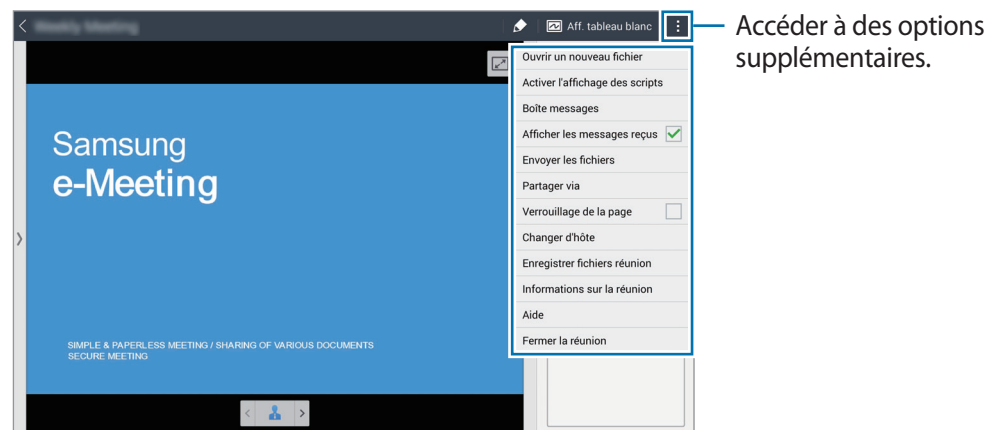 Aff. tableau blanc
Accéder à des options
supplémentaires.
Ouvrir un nouveau fichier
Activer l'affichage des scripts
Boîte messages
Afficher les messages reçus
Envoyer les fichiers
Partager via
Verrouillage de la page
Changer d'hôte
Enregistrer fichiers réunion
Informations sur la réunion
Aide
Fermer la réunion
Samsung
e-Meeting
SIMPLE & PAPERLESS MEETING / SHARING OF VARIOUS DOCUMENTS
SECURE MEETING